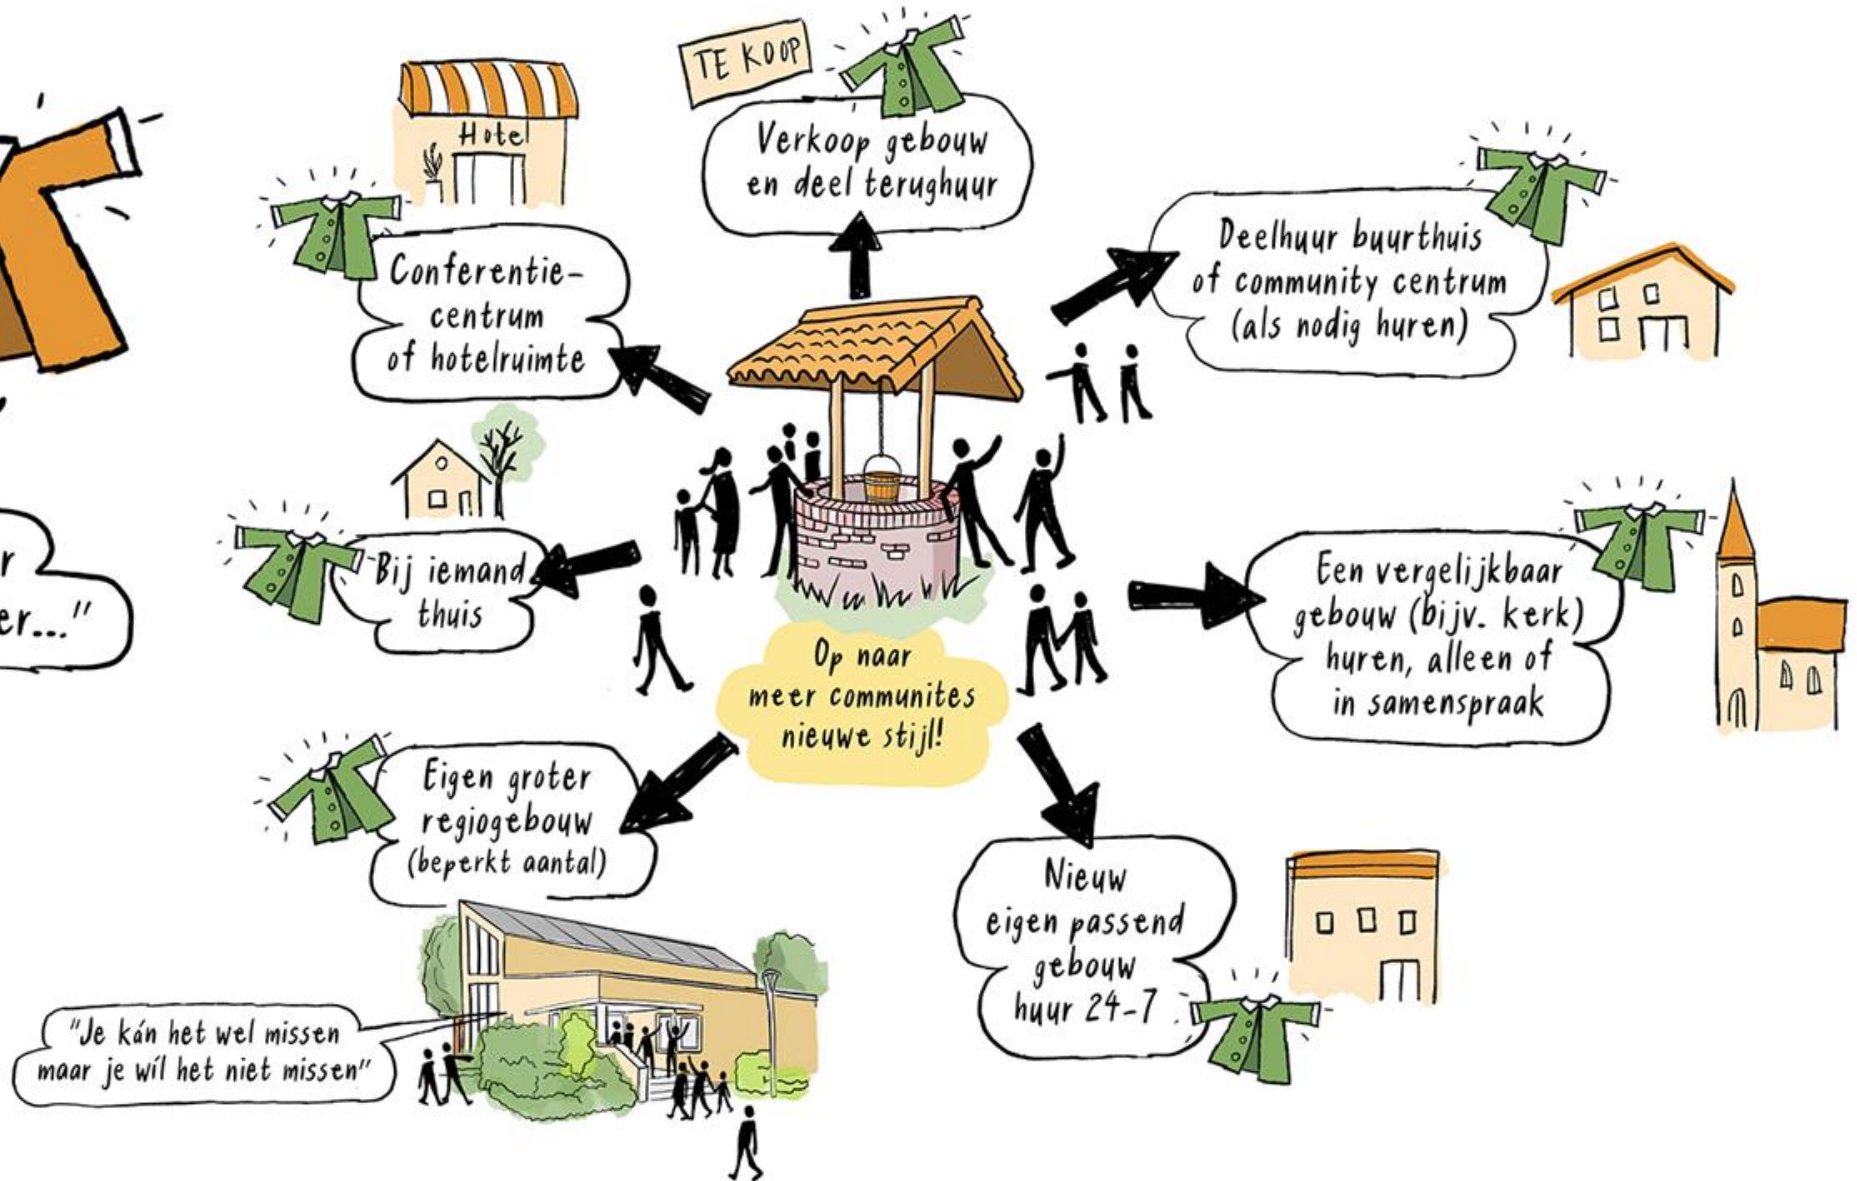 TE KOOP
Verkoop gebouw
en deel terughuur
Hotel
Conferentie-
centrum
of hotelruimte
Deelhuur buurthuis
of community centrum
(als nodig huren)
Bij iemand
thuis
Een vergelijkbaar
gebouw (bijv. kerk)
huren, alleen of
in samenspraak
Op naar
meer communites
nieuwe stijl!
Eigen groter
regiogebouw
(beperkt aantal)
Nieuw
eigen passend
gebouw
huur 24-7
"Je kán het wel missen
maar je wíl het niet missen"